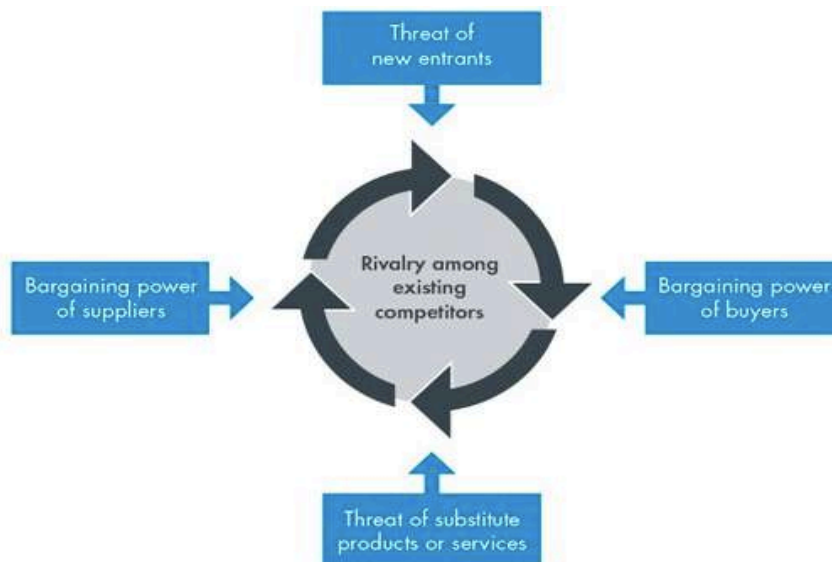 Threat of
new entrants
Bargaining power
of suppliers
Rivalry among
existing
competitors
Bargaining power
of buyers
Threat of substitute
products or services